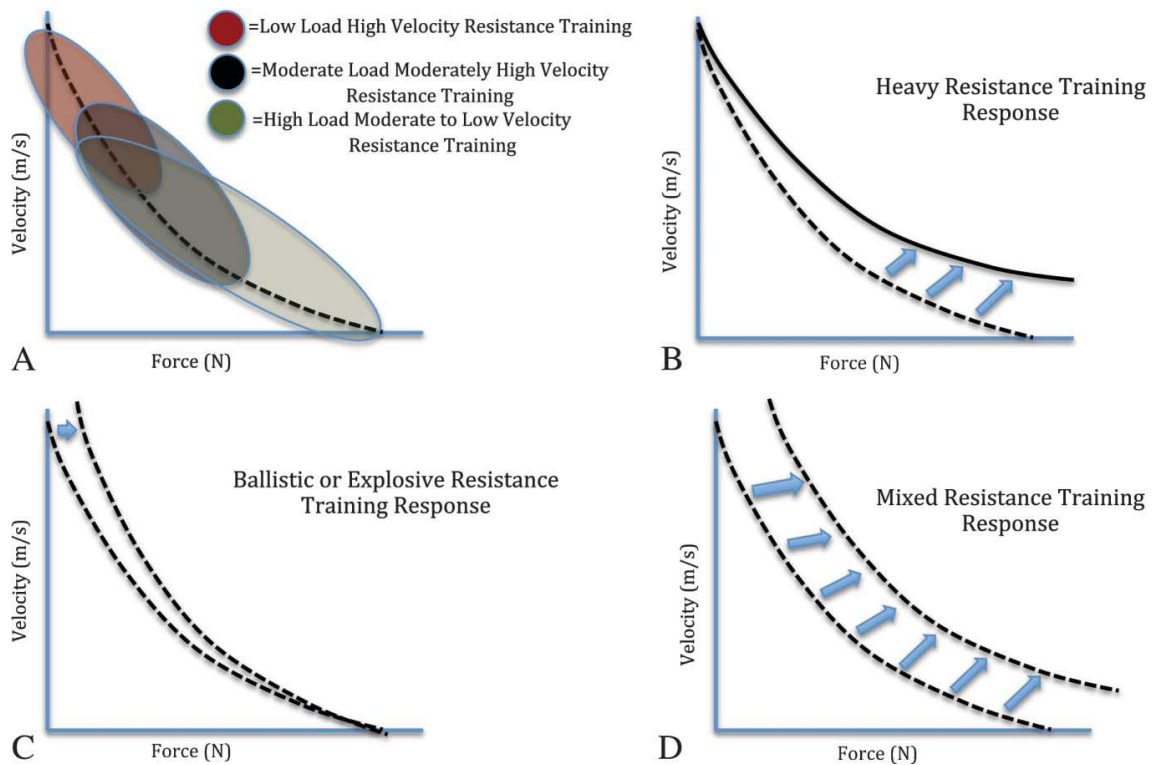 =Low Load High Velocity Resistance Training
=Moderate Load Moderately High Velocity
Resistance Training
=High Load Moderate to Low Velocity
Resistance Training
Velocity (m/s)
Force (N)
A
Heavy Resistance Training
Response
Velocity (m/s)
Force (N)
B
Ballistic or Explosive Resistance
Training Response
Velocity (m/s)
Force (N)
C
Mixed Resistance Training
Response
Velocity (m/s)
Force (N)
D